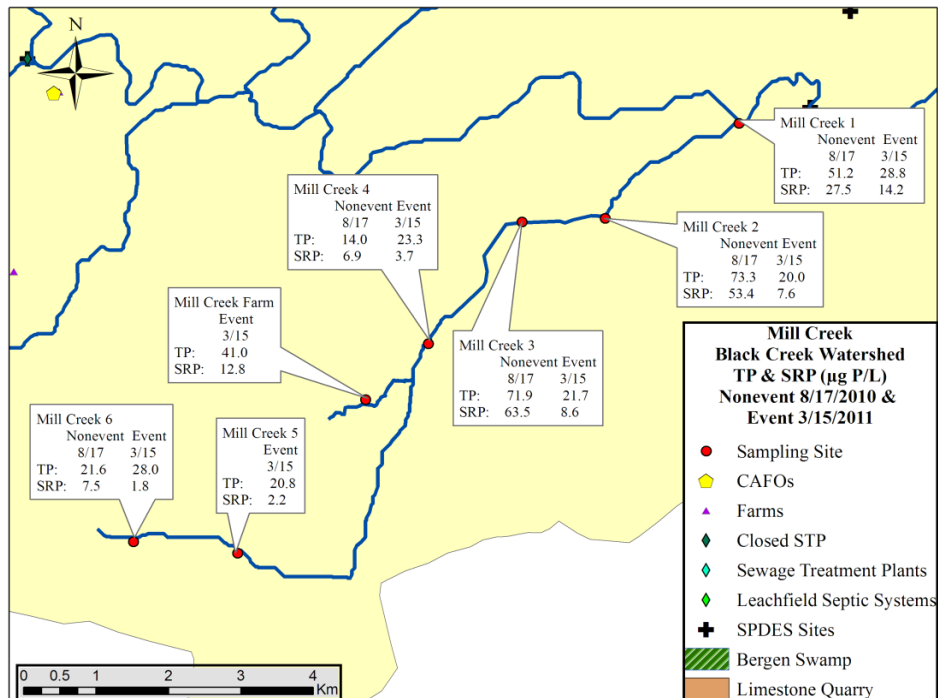 N
Mill Creek 1
Nonevent Event
8/17 3/15
TP: 51.2 28.8
SRP: 27.5 14.2
Mill Creek 4
Nonevent Event
8/17 3/15
TP: 14.0 23.3
SRP: 6.9 3.7
Mill Creek 2
Nonevent Event
8/17 3/15
TP: 73.3 20.0
SRP: 53.4 7.6
Mill Creek Farm
Event
3/15
TP: 41.0
SRP: 12.8
Mill Creek 3
Nonevent Event
8/17 3/15
TP: 71.9 21.7
SRP: 63.5 8.6
Mill Creek 6
Nonevent Event
8/17 3/15
TP: 21.6 28.0
SRP: 7.5 1.8
Mill Creek 5
Event
3/15
TP: 20.8
SRP: 2.2
Mill Creek
Black Creek Watershed
TP & SRP (µg P/L)
Nonevent 8/17/2010 &
Event 3/15/2011
Sampling Site
CAFOs
Farms
Closed STP
Sewage Treatment Plants
Leachfield Septic Systems
SPDES Sites
Bergen Swamp
Limestone Quarry
0 0.5 1 2 3 4
Km